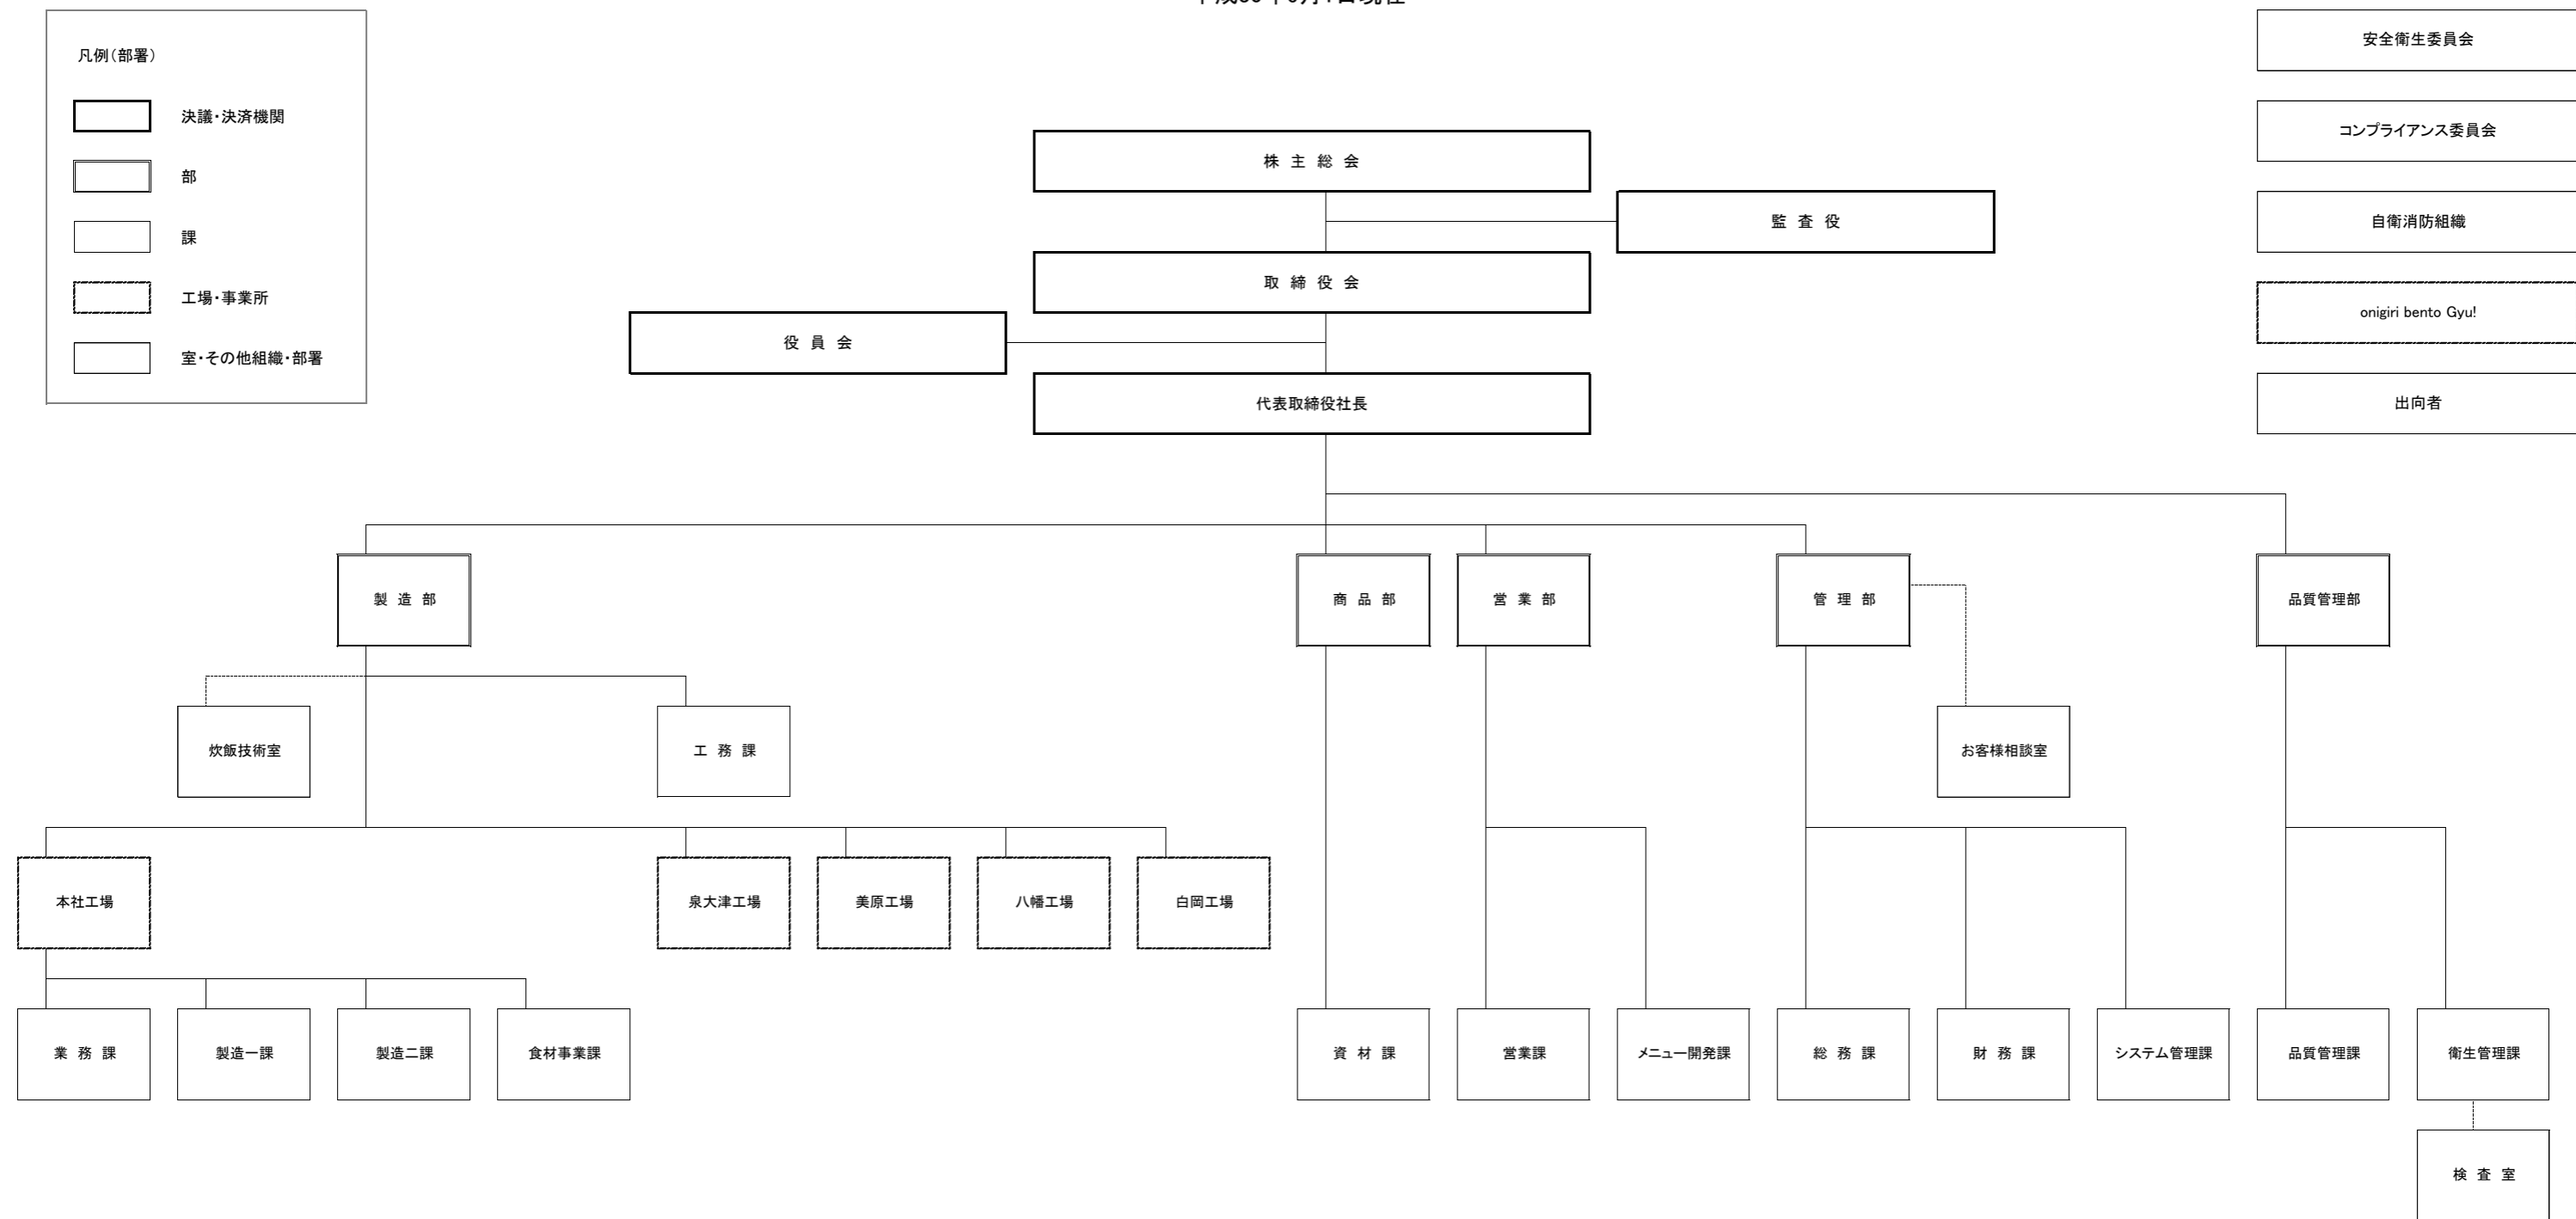 凡例（部署）
決議・決済機関
部
課
工場・事業所
室・その他組織・部署
株 主 総 会
監 査 役
取 締 役 会
役 員 会
代表取締役社長
安全衛生委員会
コンプライアンス委員会
自衛消防組織
onigiri bento Gyu!
出向者
製 造 部
商 品 部
営 業 部
管 理 部
品質管理部
炊飯技術室
工 務 課
お客様相談室
本社工場
泉大津工場
美原工場
八幡工場
白岡工場
業 務 課
製造一課
製造二課
食材事業課
資 材 課
営業課
メニュー開発課
総 務 課
財 務 課
システム管理課
品質管理課
衛生管理課
検 査 室